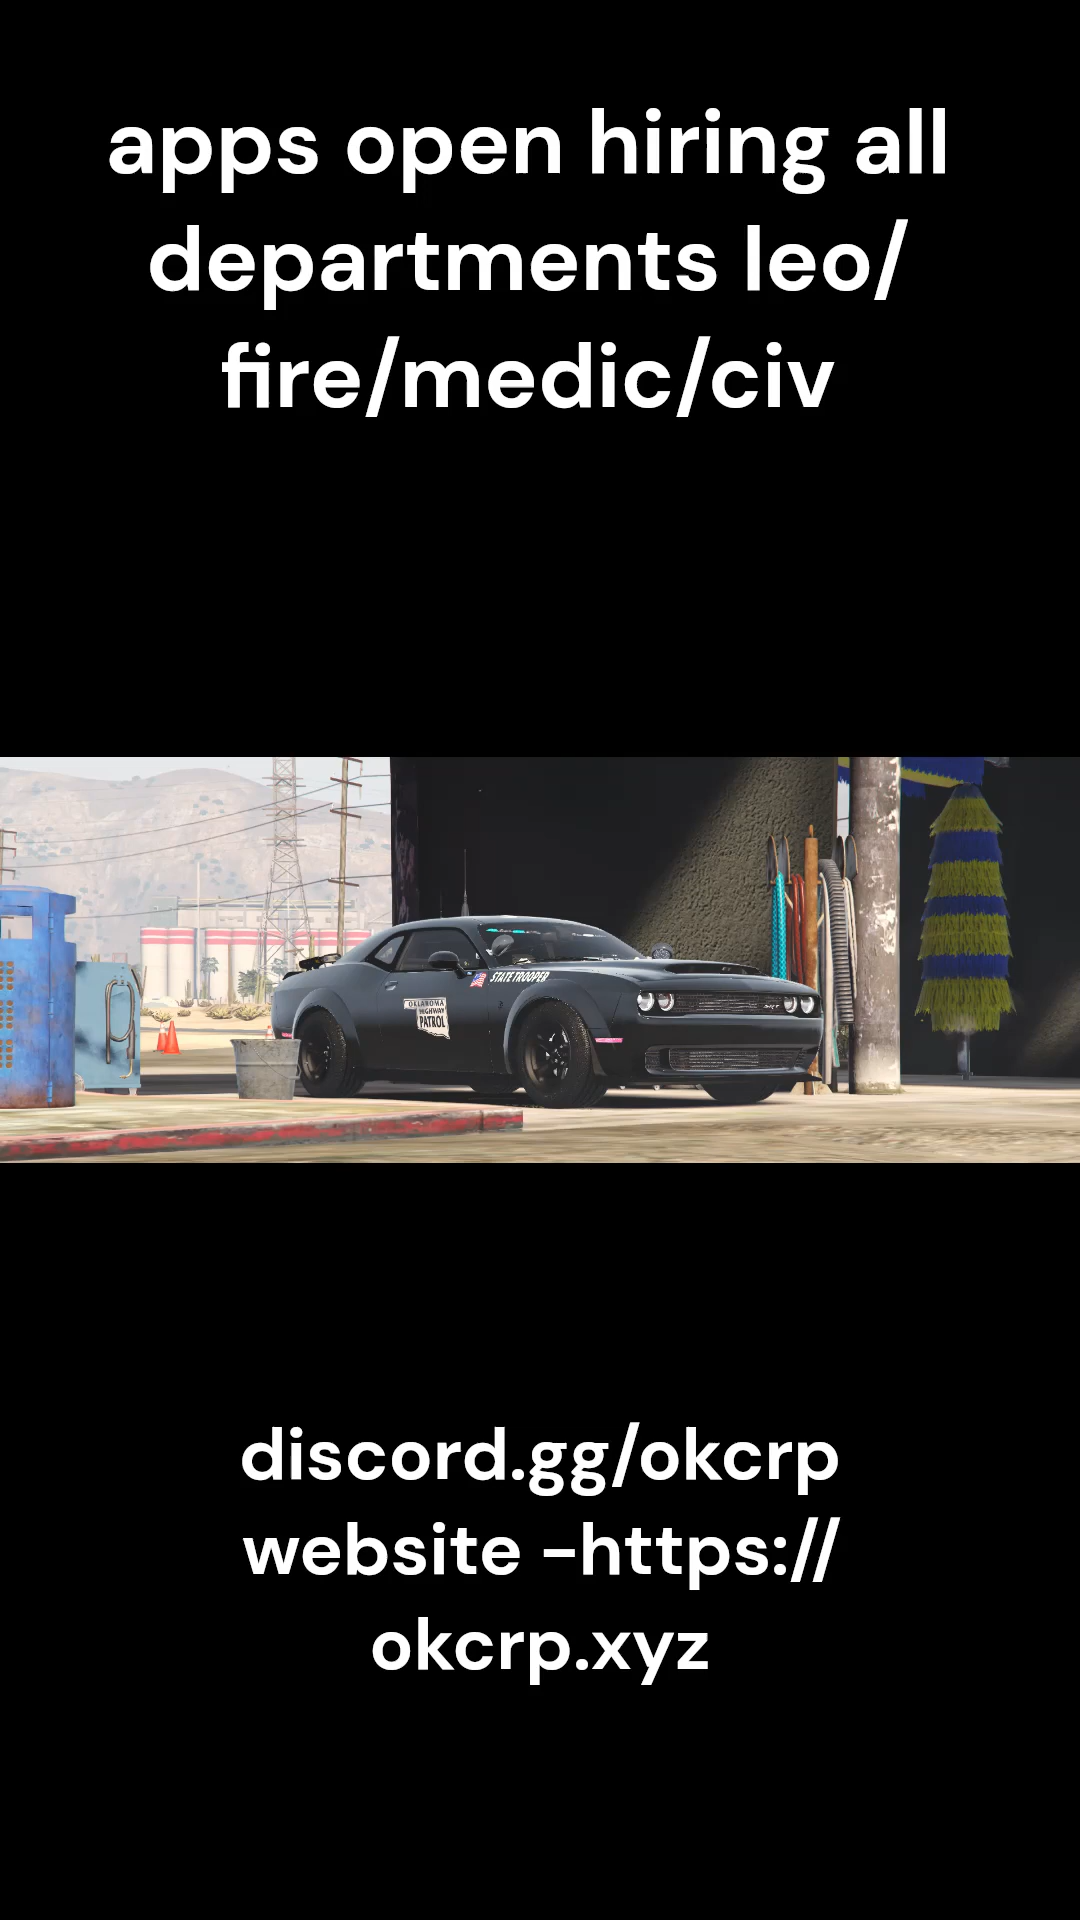 apps open hiring all
departments leo/
fire/medic/civ
STATE TROOPER
OKLAHOMA
HIGHWAY
PATROL
discord.gg/okcrp
website -https://
okcrp.xyz